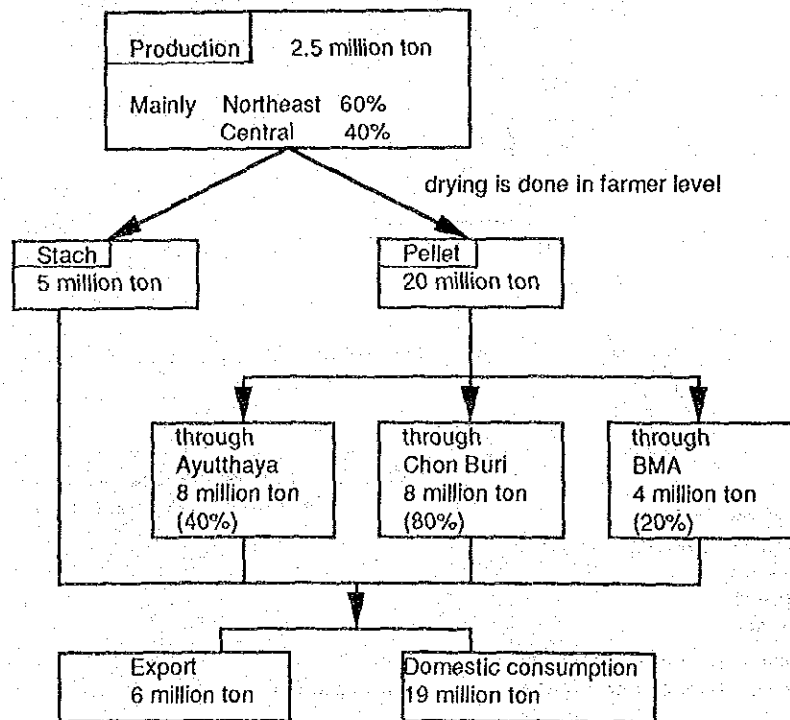 Production 2.5 million ton
Mainly Northeast 60%
Central 40%
drying is done in farmer level
Stach
5 million ton
Pellet
20 million ton
through
Ayutthaya
8 million ton
(40%)
through
Chon Buri
8 million ton
(80%)
through
BMA
4 million ton
(20%)
Export
6 million ton
Domestic consumption
19 million ton